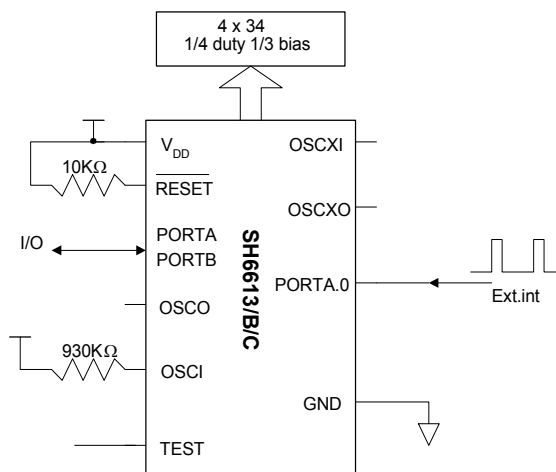 4 x 34
1/4 duty 1/3 bias
VDD
OSCXI
10KΩ
RESET
OSCXO
I/O
PORTA
PORTB
SH6613/B/C
PORTA.0
Ext.int
OSCO
930KΩ
OSCI
GND
TEST